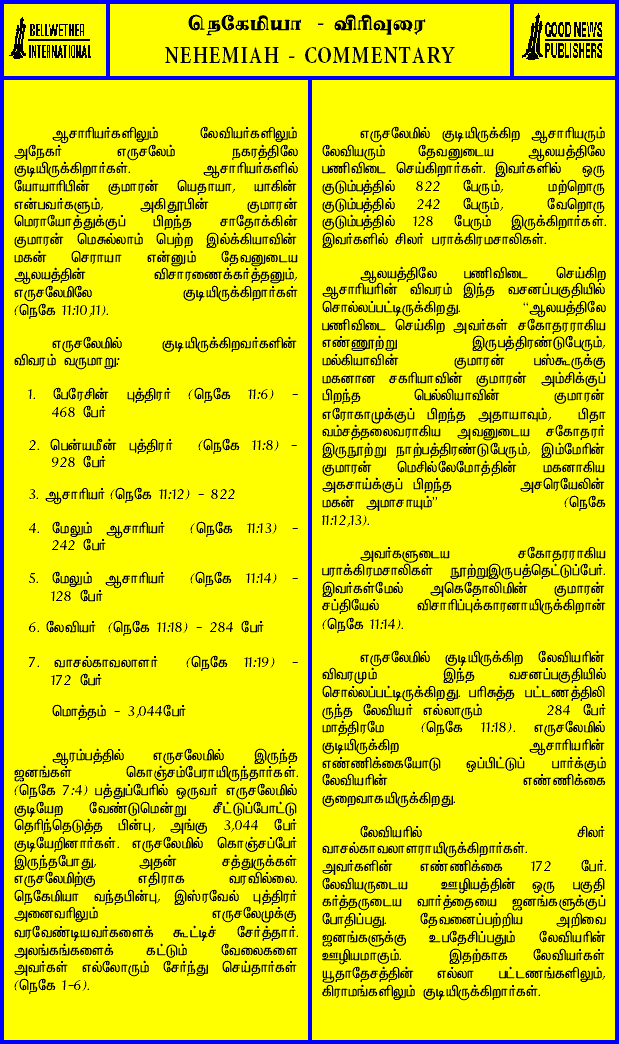 BELLWETHER
INTERNATIONAL
நெகேமியா - விரிவுரை
NEHEMIAH - COMMENTARY
GOOD NEWS
PUBLISHERS
ஆசாரியர்களிலும் லேவியர்களிலும்
அநேகர் எருசலேம் நகரத்திலே
குடியிருக்கிறார்கள். ஆசாரியர்களில்
யோயாரிபின் குமாரன் யெதாயா, யாகின்
என்பவர்களும், அகிதூபின் குமாரன்
மெராயோத்துக்குப் பிறந்த சாதோக்கின்
குமாரன் மெசுல்லாம் பெற்ற இல்க்கியாவின்
மகன் செராயா என்னும் தேவனுடைய
ஆலயத்தின் விசாரணைக்கர்த்தனும்,
எருசலேமிலே குடியிருக்கிறார்கள்
(நெகே 11:10,11).
எருசலேமில் குடியிருக்கிறவர்களின்
விவரம் வருமாறு:
1. பேரேசின் புத்திரர் (நெகே 11:6) -
468 பேர்
2. பென்யமீன் புத்திரர் (நெகே 11:8) -
928 பேர்
3. ஆசாரியர் (நெகே 11:12) - 822
4. மேலும் ஆசாரியர் (நெகே 11:13) -
242 பேர்
5. மேலும் ஆசாரியர் (நெகே 11:14) -
128 பேர்
6. லேவியர் (நெகே 11:18) - 284 பேர்
7. வாசல்காவலாளர் (நெகே 11:19) -
172 பேர்
மொத்தம் - 3,044பேர்
ஆரம்பத்தில் எருசலேமில் இருந்த
ஜனங்கள் கொஞ்சம்பேராயிருந்தார்கள்.
(நெகே 7:4) பத்துப்பேரில் ஒருவர் எருசலேமில்
குடியேற வேண்டுமென்று சீட்டுப்போட்டு
தெரிந்தெடுத்த பின்பு, அங்கு 3,044 பேர்
குடியேறினார்கள். எருசலேமில் கொஞ்சப்பேர்
இருந்தபோது, அதன் சத்துருக்கள்
எருசலேமிற்கு எதிராக வரவில்லை.
நெகேமியா வந்தபின்பு, இஸ்ரவேல் புத்திரர்
அனைவரிலும் எருசலேமுக்கு
வரவேண்டியவர்களைக் கூட்டிச் சேர்த்தார்.
அலங்கங்களைக் கட்டும் வேலைகளை
அவர்கள் எல்லோரும் சேர்ந்து செய்தார்கள்
(நெகே 1-6).
எருசலேமில் குடியிருக்கிற ஆசாரியரும்
லேவியரும் தேவனுடைய ஆலயத்திலே
பணிவிடை செய்கிறார்கள். இவர்களில் ஒரு
குடும்பத்தில் 822 பேரும், மற்றொரு
குடும்பத்தில் 242 பேரும், வேறொரு
குடும்பத்தில் 128 பேரும் இருக்கிறார்கள்.
இவர்களில் சிலர் பராக்கிரமசாலிகள்.
ஆலயத்திலே பணிவிடை செய்கிற
ஆசாரியரின் விவரம் இந்த வசனப்பகுதியில்
சொல்லப்பட்டிருக்கிறது. “ஆலயத்திலே
பணிவிடை செய்கிற அவர்கள் சகோதரராகிய
எண்ணூற்று இருபத்திரண்டுபேரும்,
மல்கியாவின் குமாரன் பஸ்கூருக்கு
மகனான சகரியாவின் குமாரன் அம்சிக்குப்
பிறந்த பெல்லியாவின் குமாரன்
எரோகாமுக்குப் பிறந்த அதாயாவும், பிதா
வம்சத்தலைவராகிய அவனுடைய சகோதரர்
இருநூற்று நாற்பத்திரண்டுபேரும், இம்மேரின்
குமாரன் மெசில்லேமோத்தின் மகனாகிய
அகசாய்க்குப் பிறந்த அசரெயேலின்
மகன் அமாசாயும்” (நெகே
11:12,13).
அவர்களுடைய சகோதரராகிய
பராக்கிரமசாலிகள் நூற்றுஇருபத்தெட்டுப்பேர்.
இவர்கள்மேல் அகெதோலிமின் குமாரன்
சப்தியேல் விசாரிப்புக்காரனாயிருக்கிறான்
(நெகே 11:14).
எருசலேமில் குடியிருக்கிற லேவியரின்
விவரமும் இந்த வசனப்பகுதியில்
சொல்லப்பட்டிருக்கிறது. பரிசுத்த பட்டணத்திலி
ருந்த லேவியர் எல்லாரும் 284 பேர்
மாத்திரமே (நெகே 11:18). எருசலேமில்
குடியிருக்கிற ஆசாரியரின்
எண்ணிக்கையோடு ஒப்பிட்டுப் பார்க்கும்
லேவியரின் எண்ணிக்கை
குறைவாகயிருக்கிறது.
லேவியரில் சிலர்
வாசல்காவலாளராயிருக்கிறார்கள்.
அவர்களின் எண்ணிக்கை 172 பேர்.
லேவியருடைய ஊழியத்தின் ஒரு பகுதி
கர்த்தருடைய வார்த்தையை ஜனங்களுக்குப்
போதிப்பது. தேவனைப்பற்றிய அறிவை
ஜனங்களுக்கு உபதேசிப்பதும் லேவியரின்
ஊழியமாகும். இதற்காக லேவியர்கள்
யூதாதேசத்தின் எல்லா பட்டணங்களிலும்,
கிராமங்களிலும் குடியிருக்கிறார்கள்.